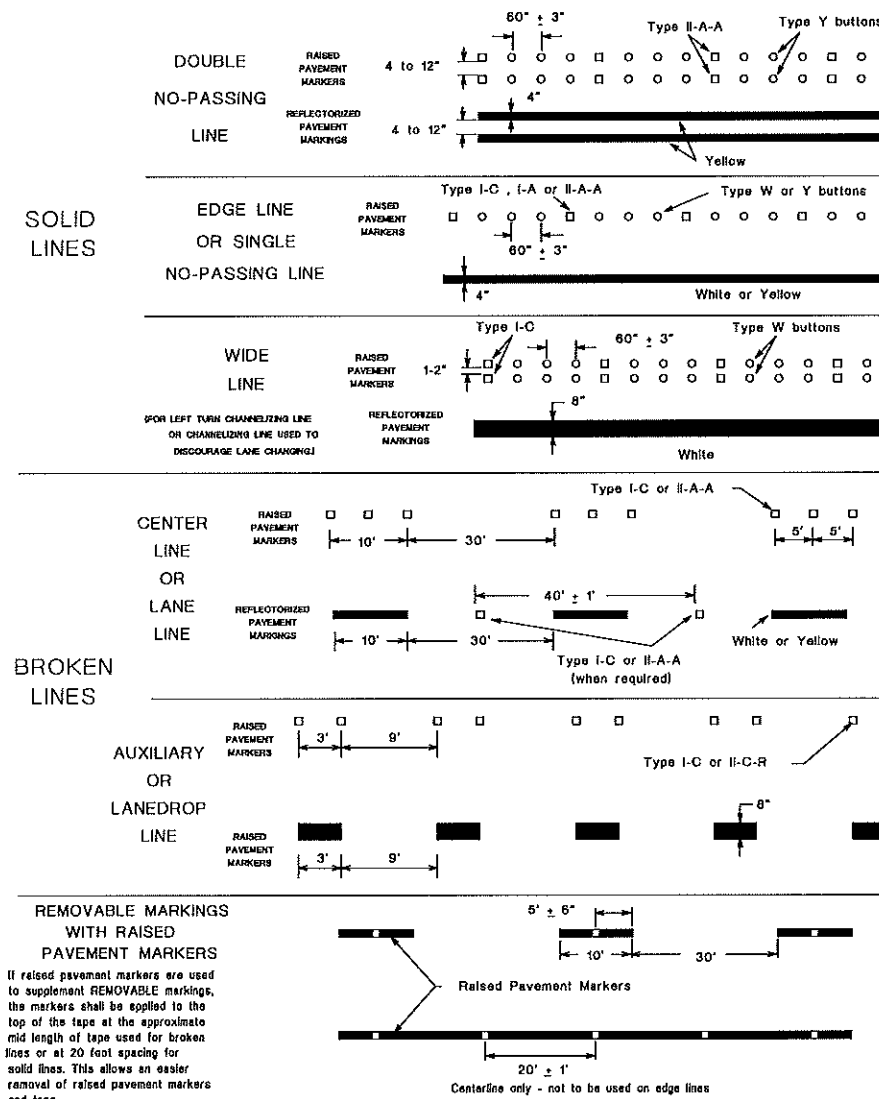 60" ± 3"
Type II-A-A
Type Y buttons
DOUBLE
NO-PASSING
LINE
RAISED
PAVEMENT
MARKERS
4 to 12"
REFLECTORIZED
PAVEMENT
MARKINGS
4 to 12"
4"
Yellow
SOLID
LINES
EDGE LINE
OR SINGLE
NO-PASSING LINE
RAISED
PAVEMENT
MARKERS
Type I-C , I-A or II-A-A
Type W or Y buttons
60" ± 3"
4"
White or Yellow
WIDE
LINE
(FOR LEFT TURN CHANNELIZING LINE
OR CHANNELIZING LINE USED TO
DISCOURAGE LANE CHANGING.)
RAISED
PAVEMENT
MARKERS
Type I-C
60" ± 3"
Type W buttons
1-2"
REFLECTORIZED
PAVEMENT
MARKINGS
8"
White
BROKEN
LINES
CENTER
LINE
OR
LANE
LINE
RAISED
PAVEMENT
MARKERS
10'
30'
Type I-C or II-A-A
5'
5'
REFLECTORIZED
PAVEMENT
MARKINGS
40' ± 1'
10'
30'
Type I-C or II-A-A
(when required)
White or Yellow
AUXILIARY
OR
LANEDROP
LINE
RAISED
PAVEMENT
MARKERS
3'
9'
Type I-C or II-C-R
8"
RAISED
PAVEMENT
MARKERS
3'
9'
REMOVABLE MARKINGS
WITH RAISED
PAVEMENT MARKERS
If raised pavement markers are used
to supplement REMOVABLE markings,
the markers shall be applied to the
top of the tape at the approximate
mid length of tape used for broken
lines or at 20 foot spacing for
solid lines. This allows an easier
removal of raised pavement markers
5' ± 6"
10'
30'
Raised Pavement Markers
20' ± 1'
Centerline only - not to be used on edge lines